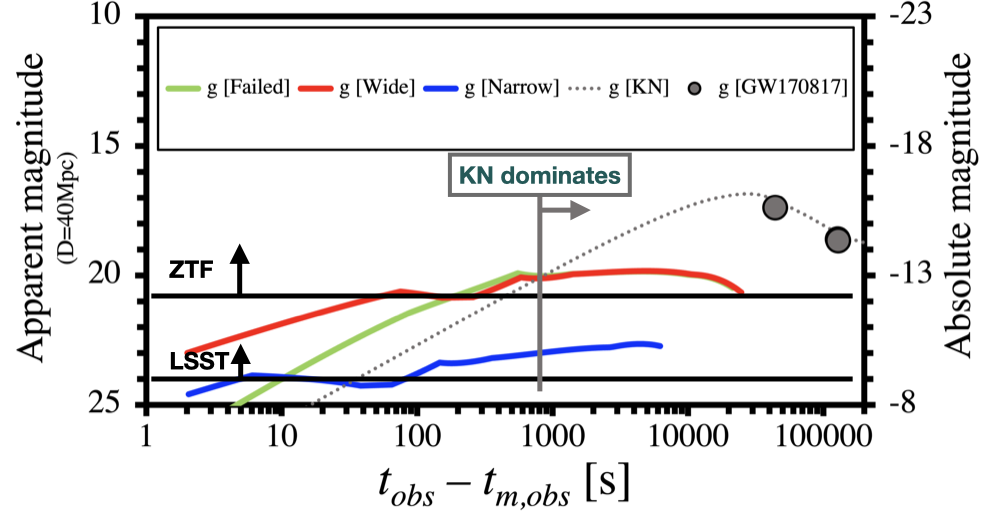 10
15
20
25
Apparent magnitude
(D=40Mpc)
-23
-18
-13
-8
Absolute magnitude
g [Failed] g [Wide] g [Narrow] g [KN] g [GW170817]
KN dominates
ZTF
LSST
1 10 100 1000 10000 100000
t_obs − t_m,obs [s]